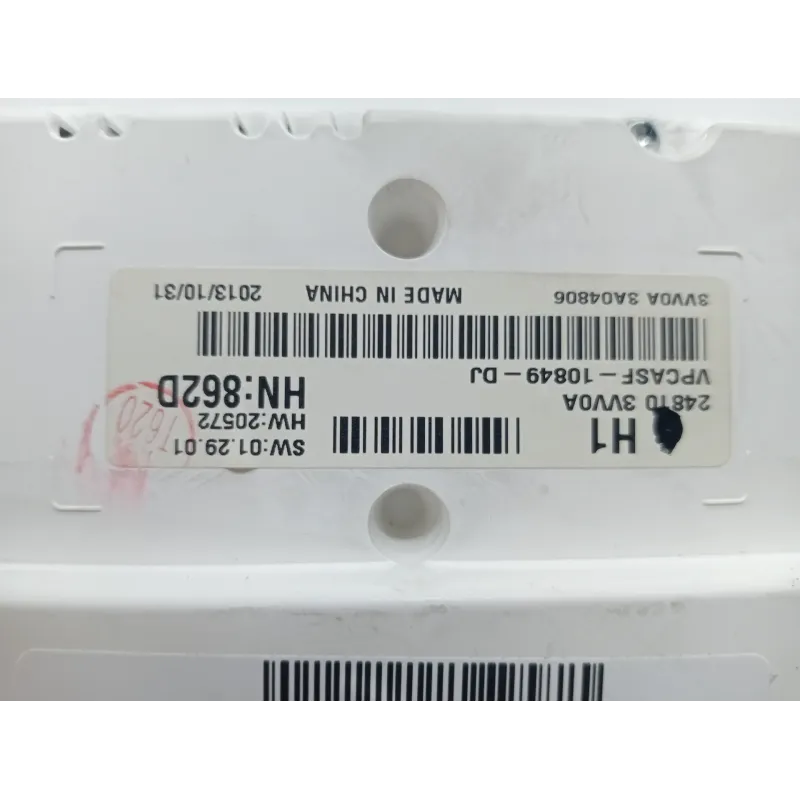 H1
SW:01.29.01
24810 3VV0A
HW:20572
VPCASF-10849-DJ
HN:862D
3VV0A 3A04806
MADE IN CHINA
2013/10/31
T620